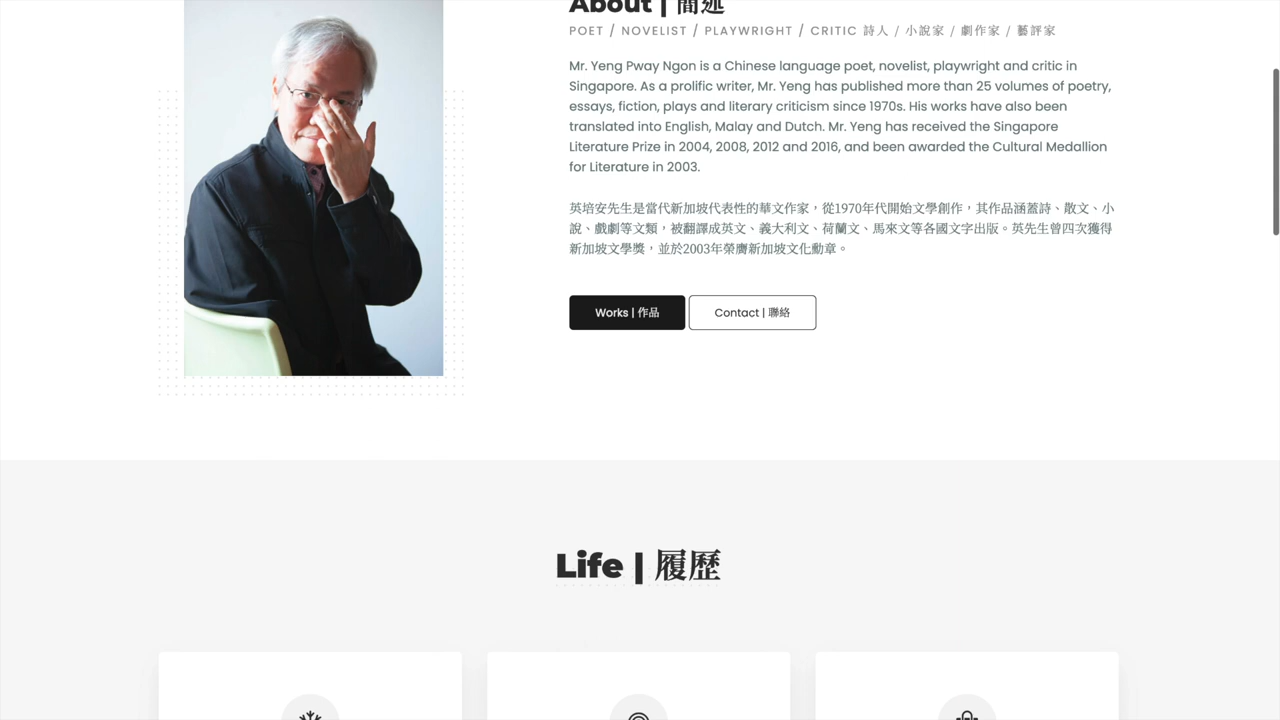 About | 簡述
POET / NOVELIST / PLAYWRIGHT / CRITIC 詩人 / 小說家 / 劇作家 / 藝評家
Mr. Yeng Pway Ngon is a Chinese language poet, novelist, playwright and critic in
Singapore. As a prolific writer, Mr. Yeng has published more than 25 volumes of poetry,
essays, fiction, plays and literary criticism since 1970s. His works have also been
translated into English, Malay and Dutch. Mr. Yeng has received the Singapore
Literature Prize in 2004, 2008, 2012 and 2016, and been awarded the Cultural Medallion
for Literature in 2003.
英培安先生是當代新加坡代表性的華文作家，從1970年代開始文學創作，其作品涵蓋詩、散文、小
說、戲劇等文類，被翻譯成英文、義大利文、荷蘭文、馬來文等各國文字出版。英先生曾四次獲得
新加坡文學獎，並於2003年榮膺新加坡文化勳章。
Works | 作品
Contact | 聯絡
Life | 履歷